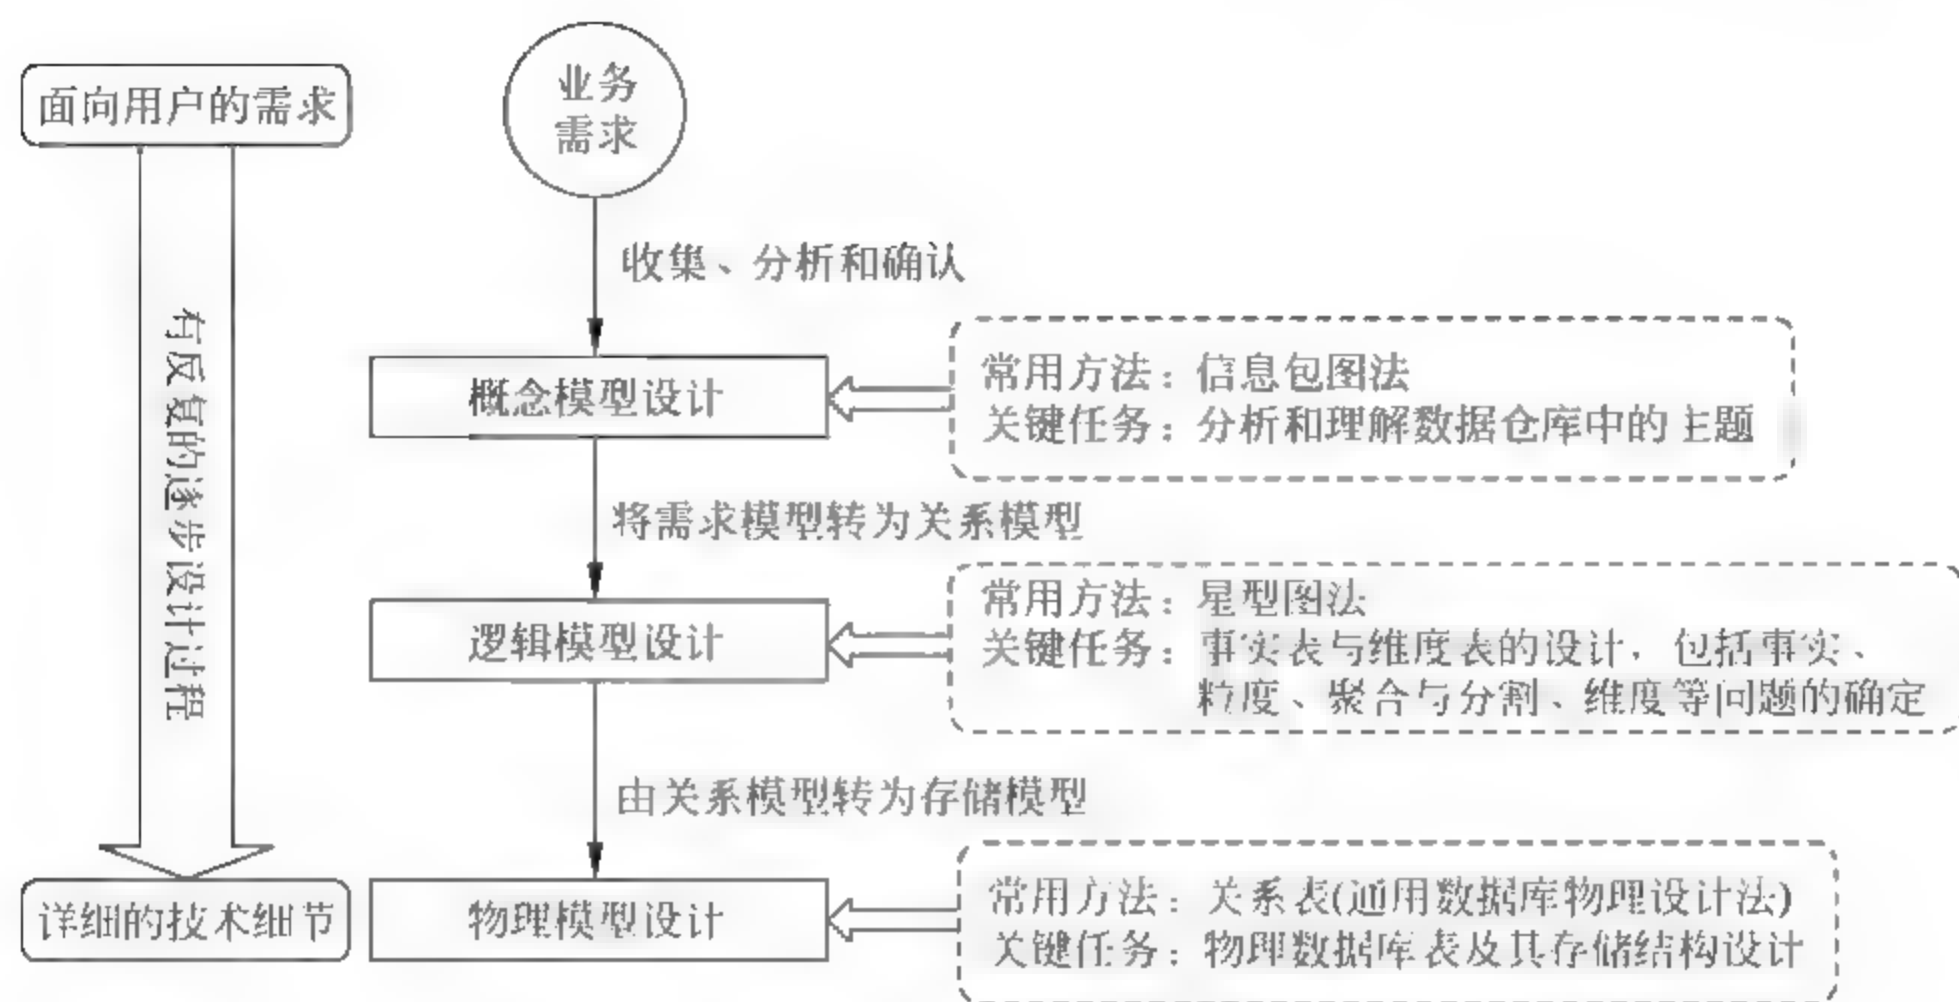 面向用户的需求
业务
需求
收集、分析和确认
有反复的逐步设计过程
概念模型设计
常用方法：信息包图法
关键任务：分析和理解数据仓库中的主题
将需求模型转为关系模型
逻辑模型设计
常用方法：星型图法
关键任务：事实表与维度表的设计，包括事实、
粒度、聚合与分割、维度等问题的确定
由关系模型转为存储模型
详细的技术细节
物理模型设计
常用方法：关系表(通用数据库物理设计法)
关键任务：物理数据库表及其存储结构设计